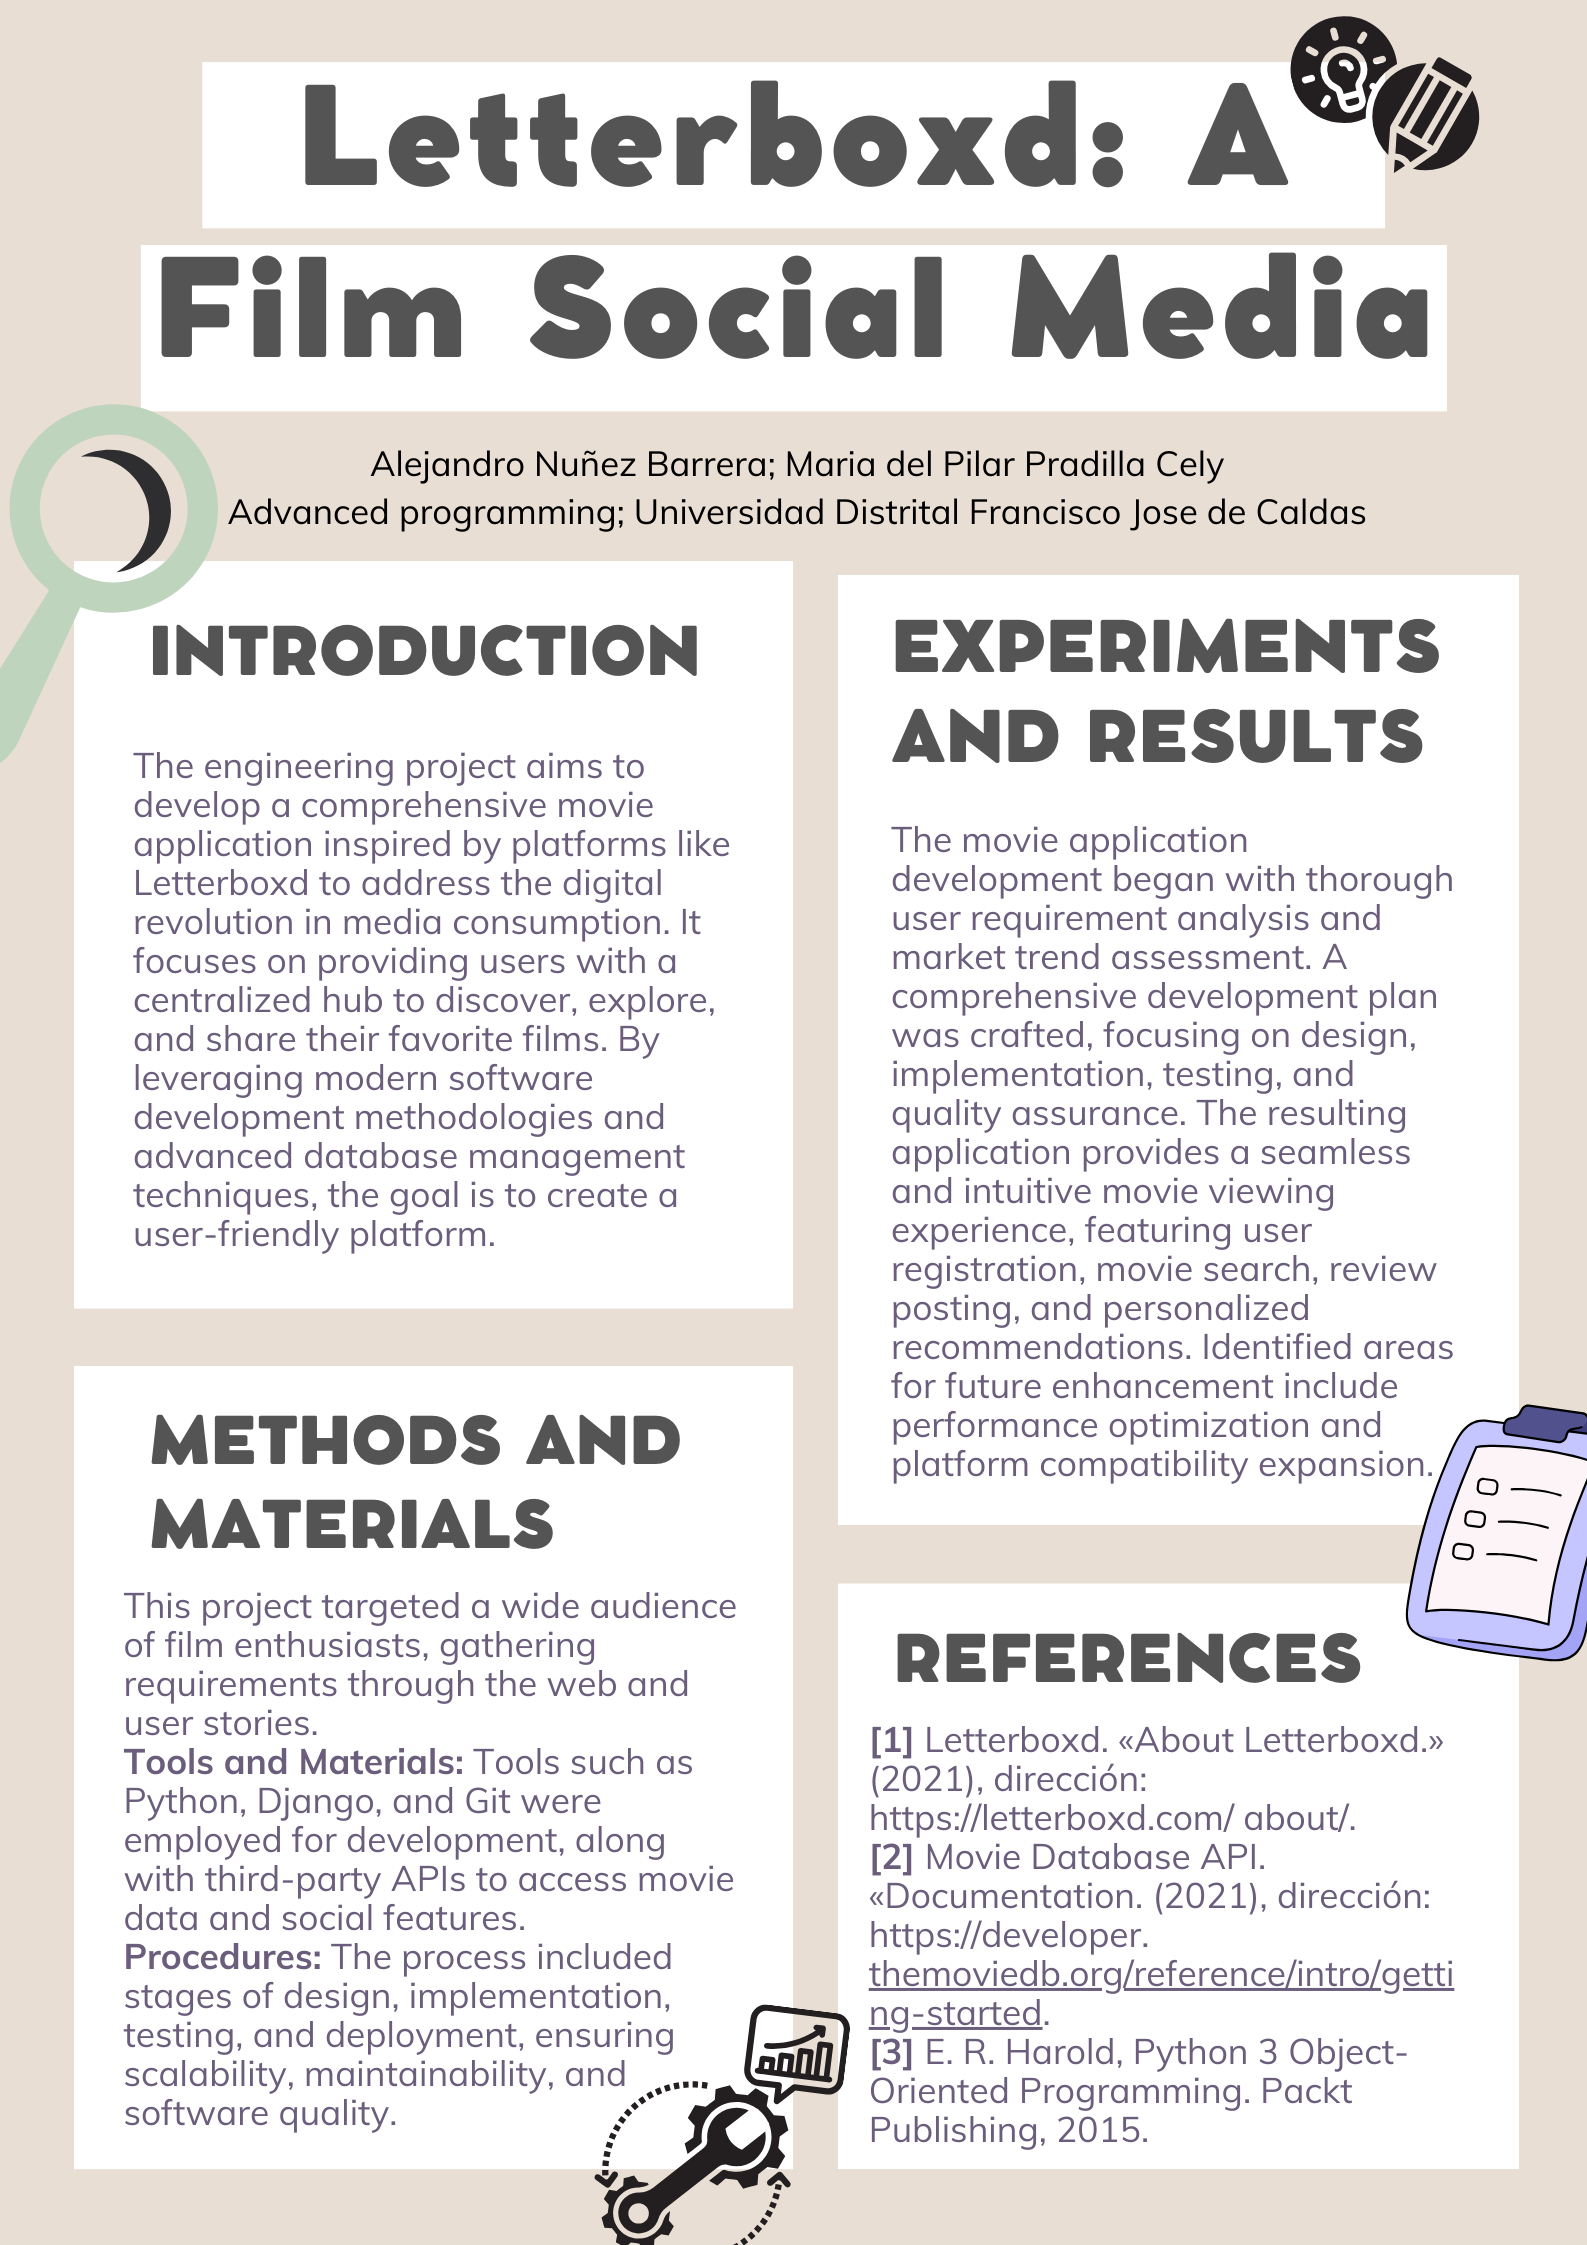 Letterboxd: A
Film Social Media
Alejandro Nuñez Barrera; Maria del Pilar Pradilla Cely
Advanced programming; Universidad Distrital Francisco Jose de Caldas
INTRODUCTION
The engineering project aims to
develop a comprehensive movie
application inspired by platforms like
Letterboxd to address the digital
revolution in media consumption. It
focuses on providing users with a
centralized hub to discover, explore,
and share their favorite films. By
leveraging modern software
development methodologies and
advanced database management
techniques, the goal is to create a
user-friendly platform.
METHODS AND
MATERIALS
This project targeted a wide audience
of film enthusiasts, gathering
requirements through the web and
user stories.
Tools and Materials: Tools such as
Python, Django, and Git were
employed for development, along
with third-party APIs to access movie
data and social features.
Procedures: The process included
stages of design, implementation,
testing, and deployment, ensuring
scalability, maintainability, and
software quality.
EXPERIMENTS
AND RESULTS
The movie application
development began with thorough
user requirement analysis and
market trend assessment. A
comprehensive development plan
was crafted, focusing on design,
implementation, testing, and
quality assurance. The resulting
application provides a seamless
and intuitive movie viewing
experience, featuring user
registration, movie search, review
posting, and personalized
recommendations. Identified areas
for future enhancement include
performance optimization and
platform compatibility expansion.
REFERENCES
[1] Letterboxd. «About Letterboxd.»
(2021), dirección:
https://letterboxd.com/ about/.
[2] Movie Database API.
«Documentation. (2021), dirección:
https://developer.
themoviedb.org/reference/intro/getti
ng-started.
[3] E. R. Harold, Python 3 Object-
Oriented Programming. Packt
Publishing, 2015.